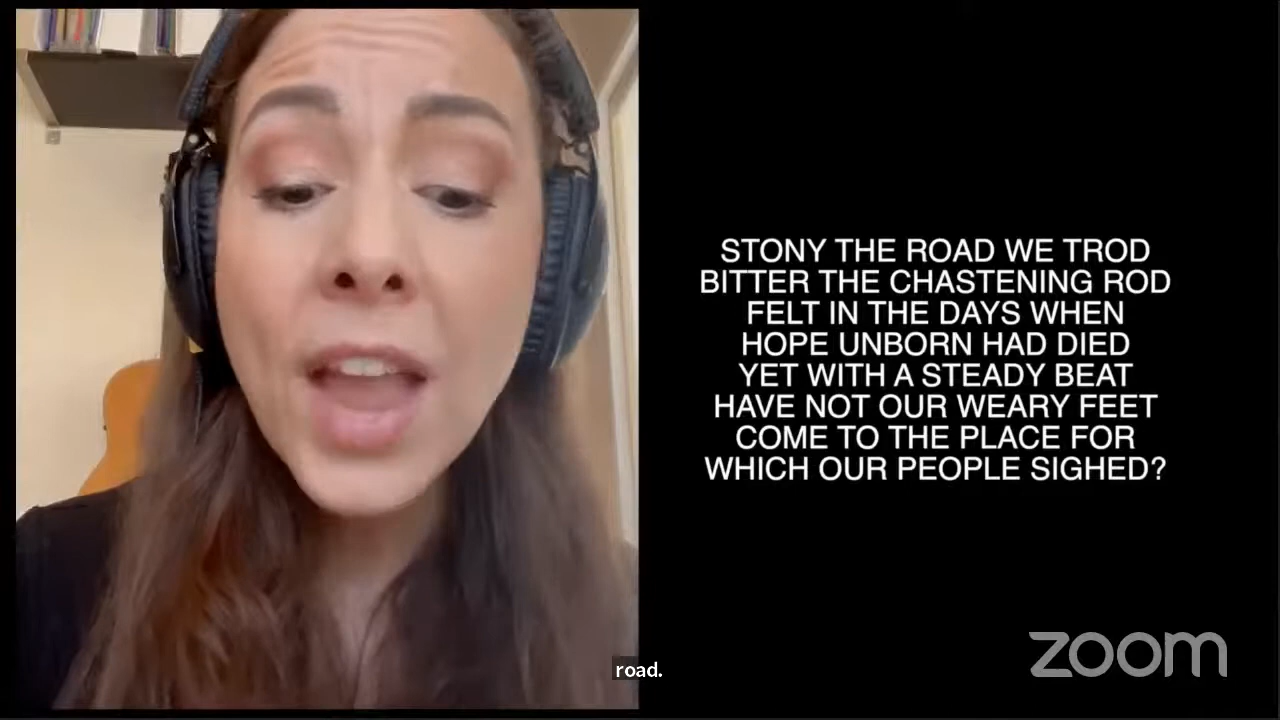 STONY THE ROAD WE TROD
BITTER THE CHASTENING ROD
FELT IN THE DAYS WHEN
HOPE UNBORN HAD DIED
YET WITH A STEADY BEAT
HAVE NOT OUR WEARY FEET
COME TO THE PLACE FOR
WHICH OUR PEOPLE SIGHED?
zoom
road.